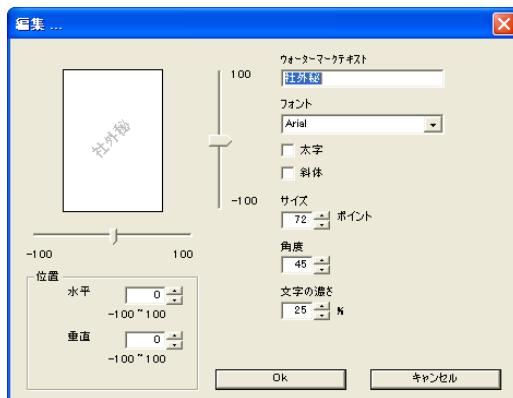 編集 ...
社外秘
100
-100
-100
100
位置
水平
0
-100~100
垂直
0
-100~100
ウォーターマークテキスト
社外秘
フォント
Arial
太字
斜体
サイズ
72 ポイント
角度
45
文字の濃さ
25 %
Ok
キャンセル